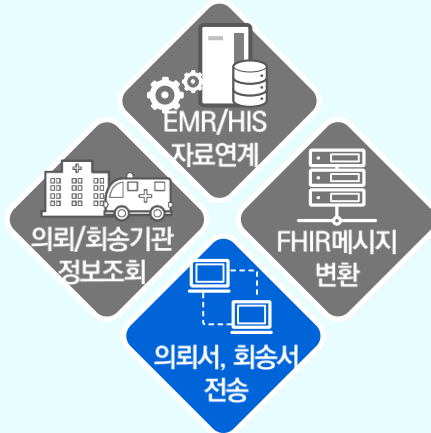 EMR/HIS
자료연계
의뢰/회송기관
정보조회
FHIR메시지
변환
의뢰서, 회송서
전송